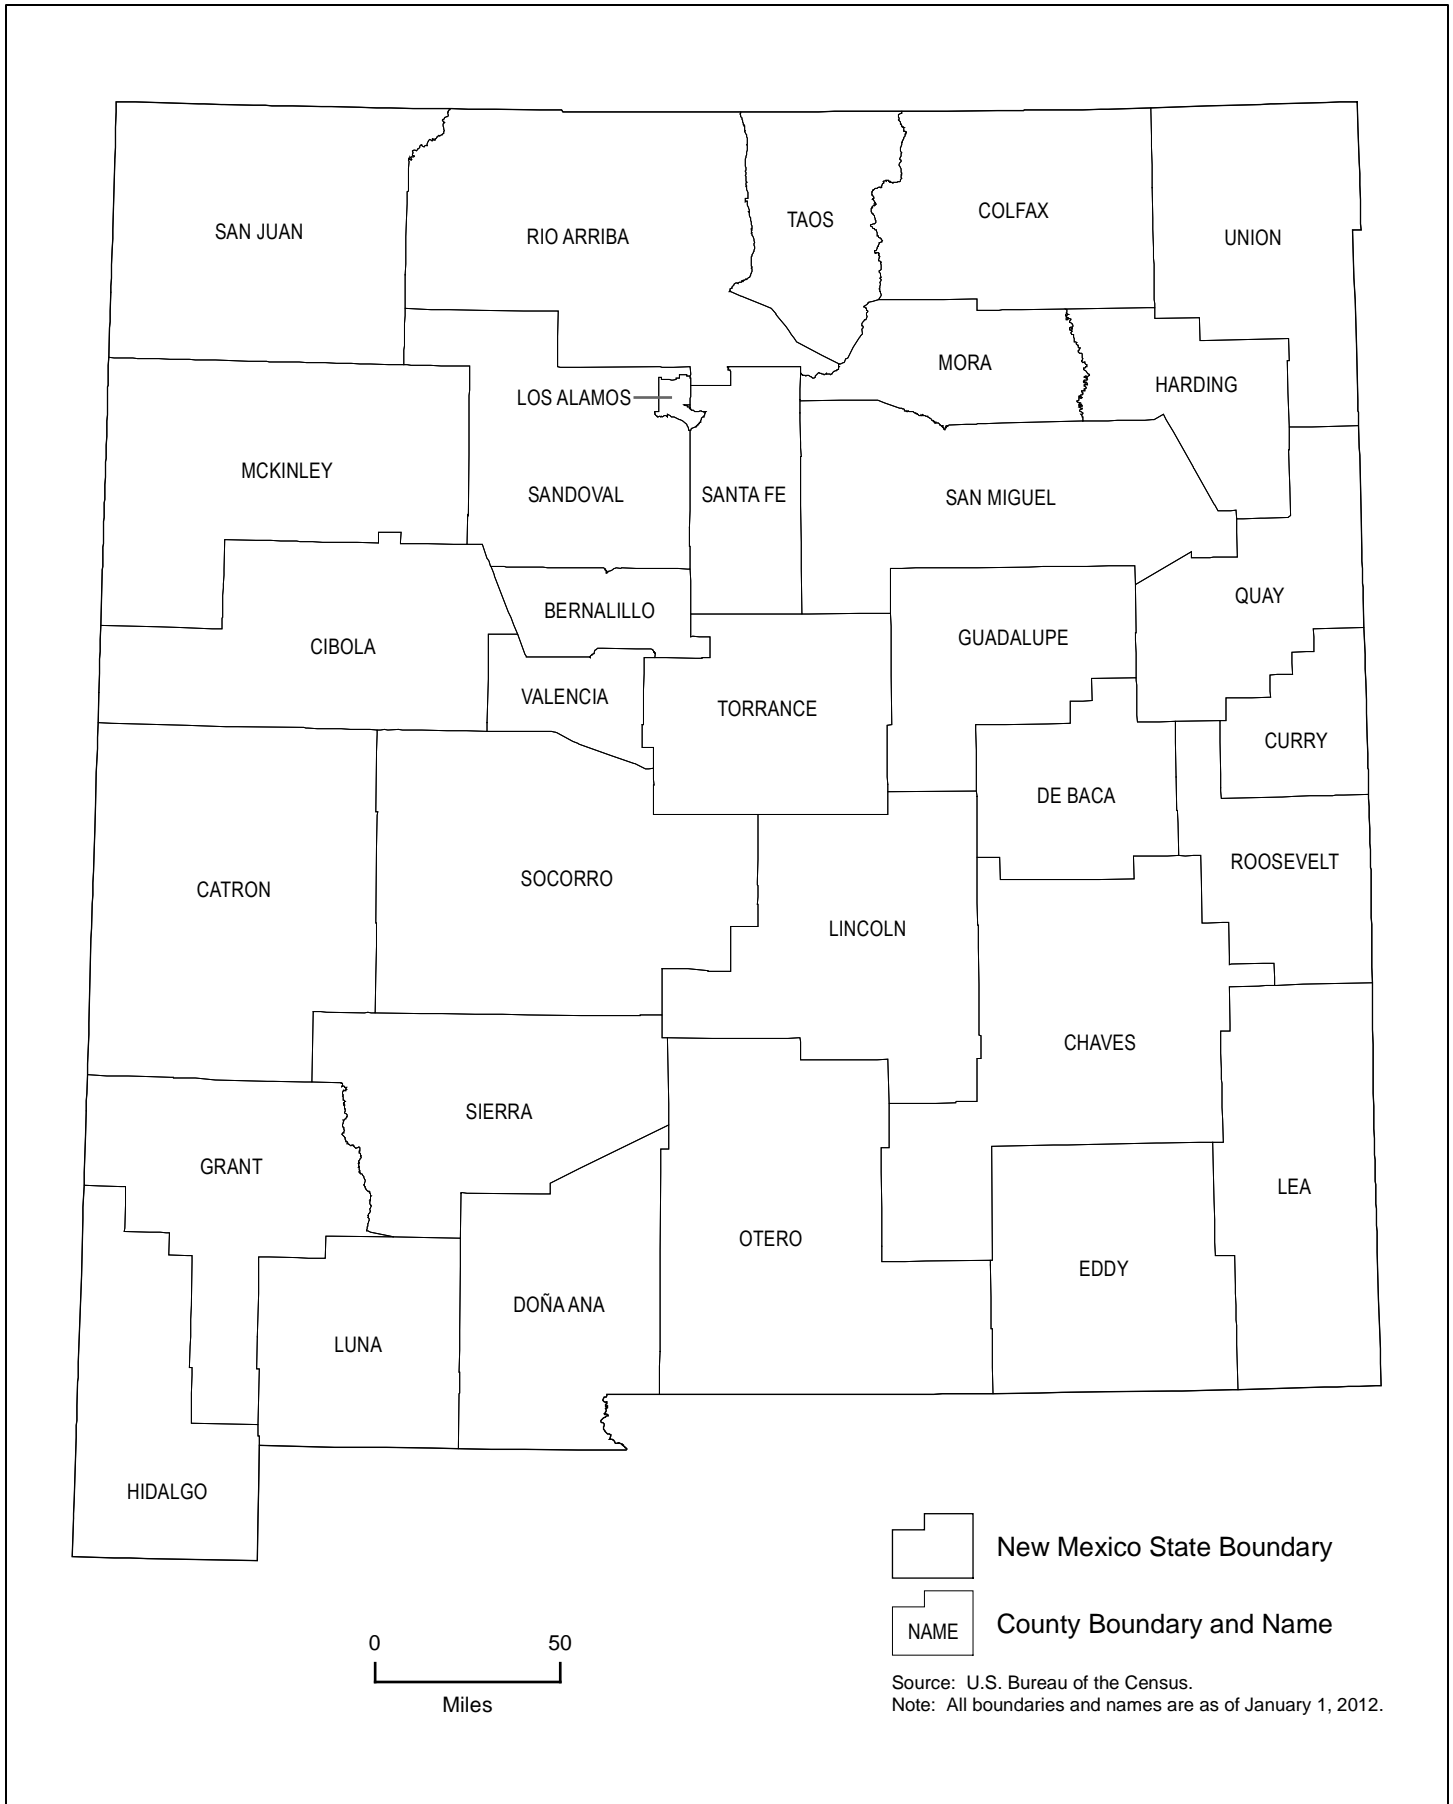 TAOS
COLFAX
SAN JUAN
RIO ARRIBA
UNION
MORA
HARDING
LOS ALAMOS
MCKINLEY
SANDOVAL
SANTA FE
SAN MIGUEL
QUAY
BERNALILLO
GUADALUPE
CIBOLA
VALENCIA
TORRANCE
CURRY
DE BACA
ROOSEVELT
SOCORRO
CATRON
LINCOLN
CHAVES
SIERRA
GRANT
LEA
OTERO
EDDY
DOÑA ANA
LUNA
HIDALGO
New Mexico State Boundary
NAME
County Boundary and Name
0 50
Miles
Source: U.S. Bureau of the Census.
Note: All boundaries and names are as of January 1, 2012.